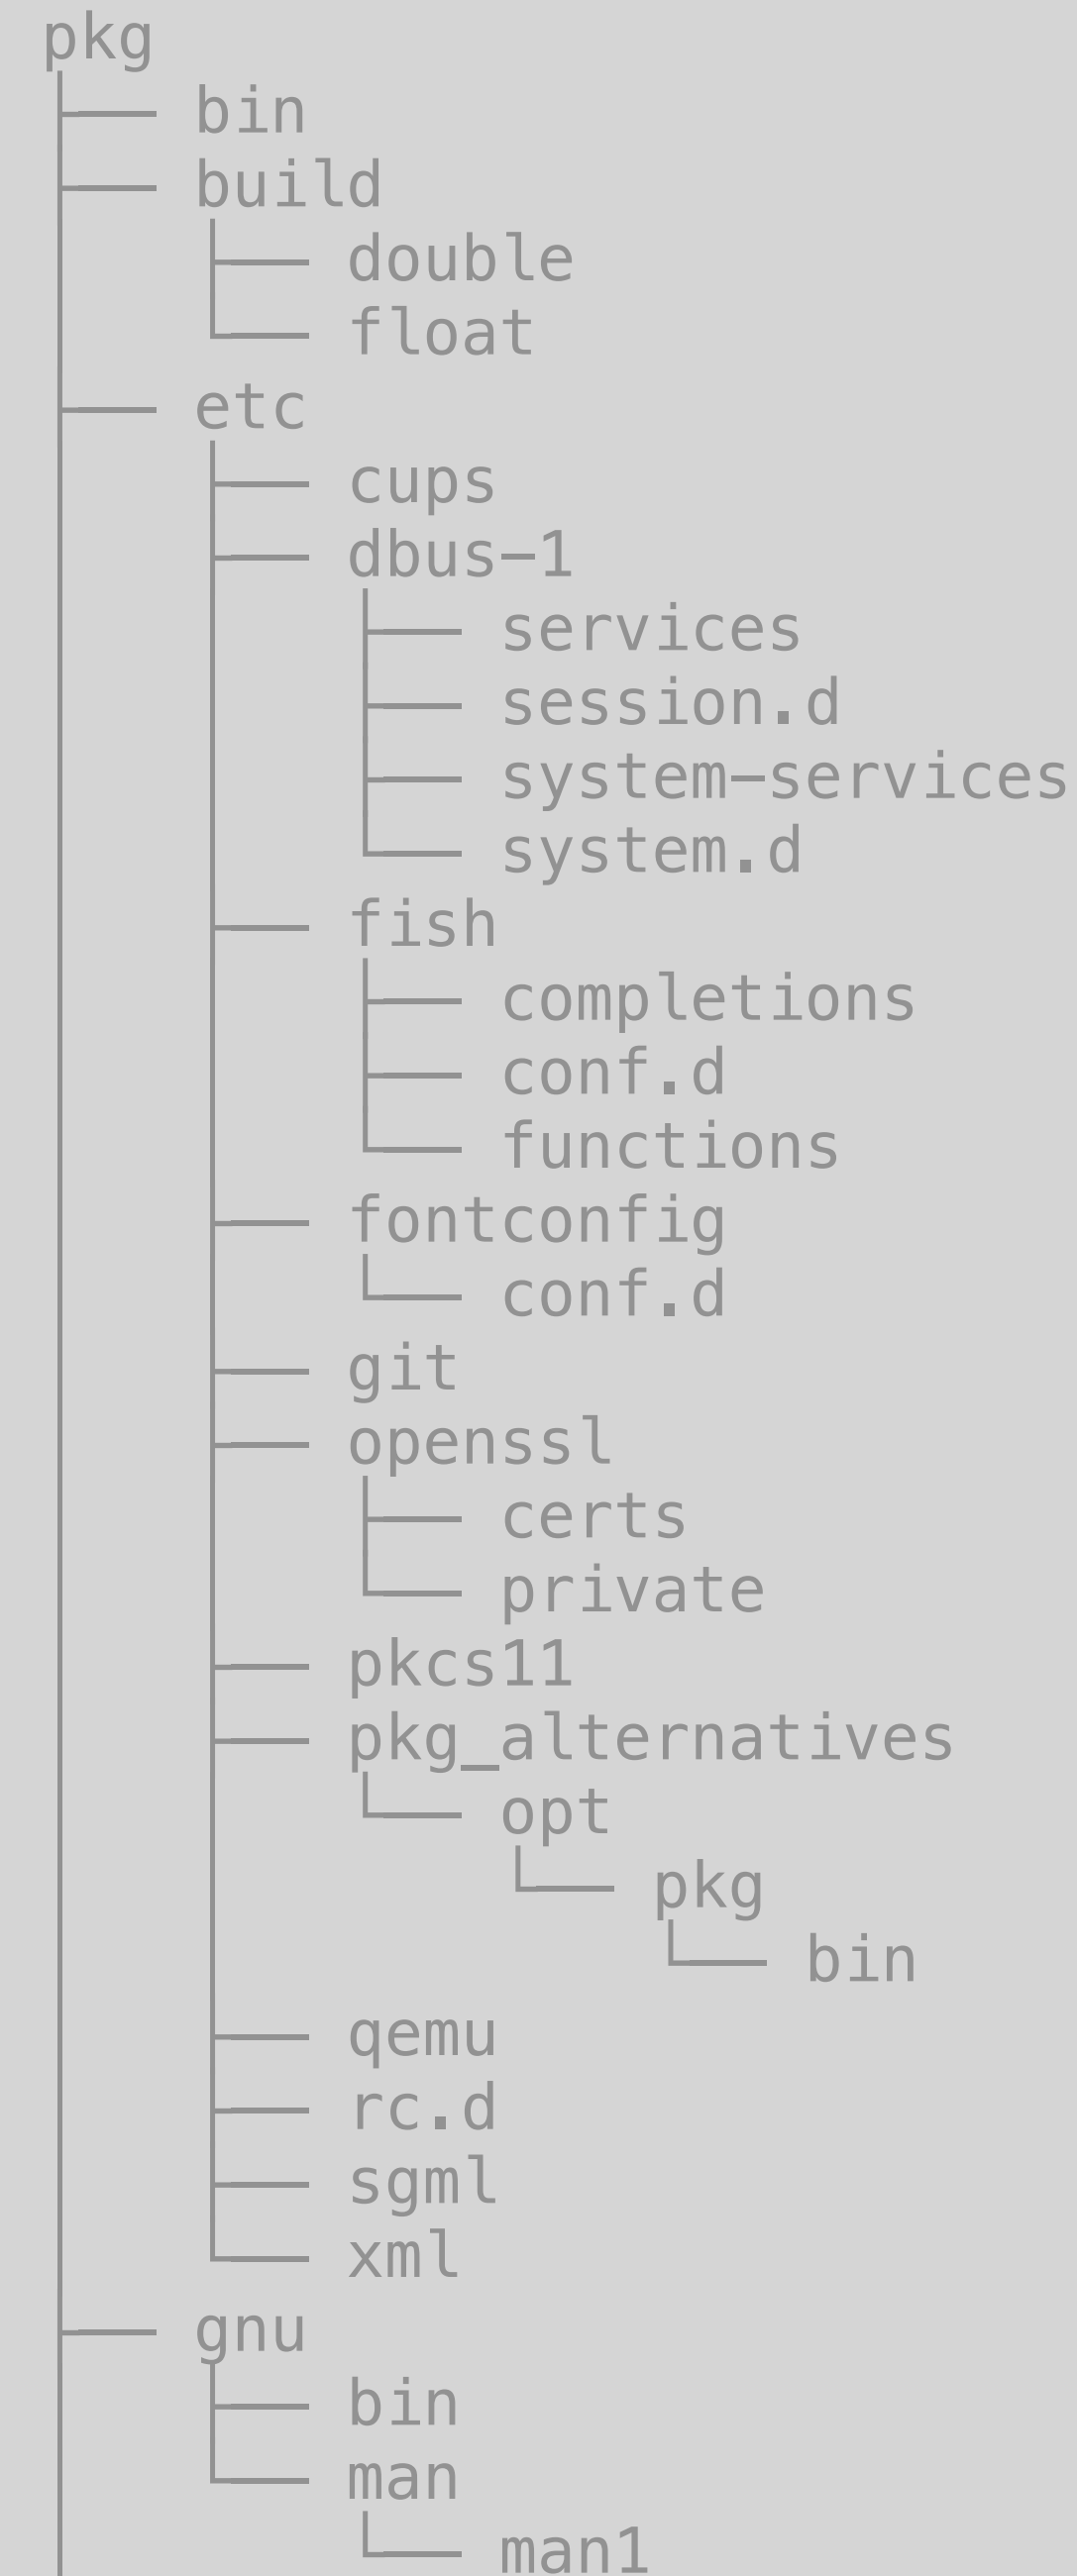 pkg
bin
build
double
float
etc
cups
dbus-1
services
session.d
system-services
system.d
fish
completions
conf.d
functions
fontconfig
conf.d
git
openssl
certs
private
pkcs11
pkg_alternatives
opt
pkg
bin
qemu
rc.d
sgml
xml
gnu
bin
man
man1